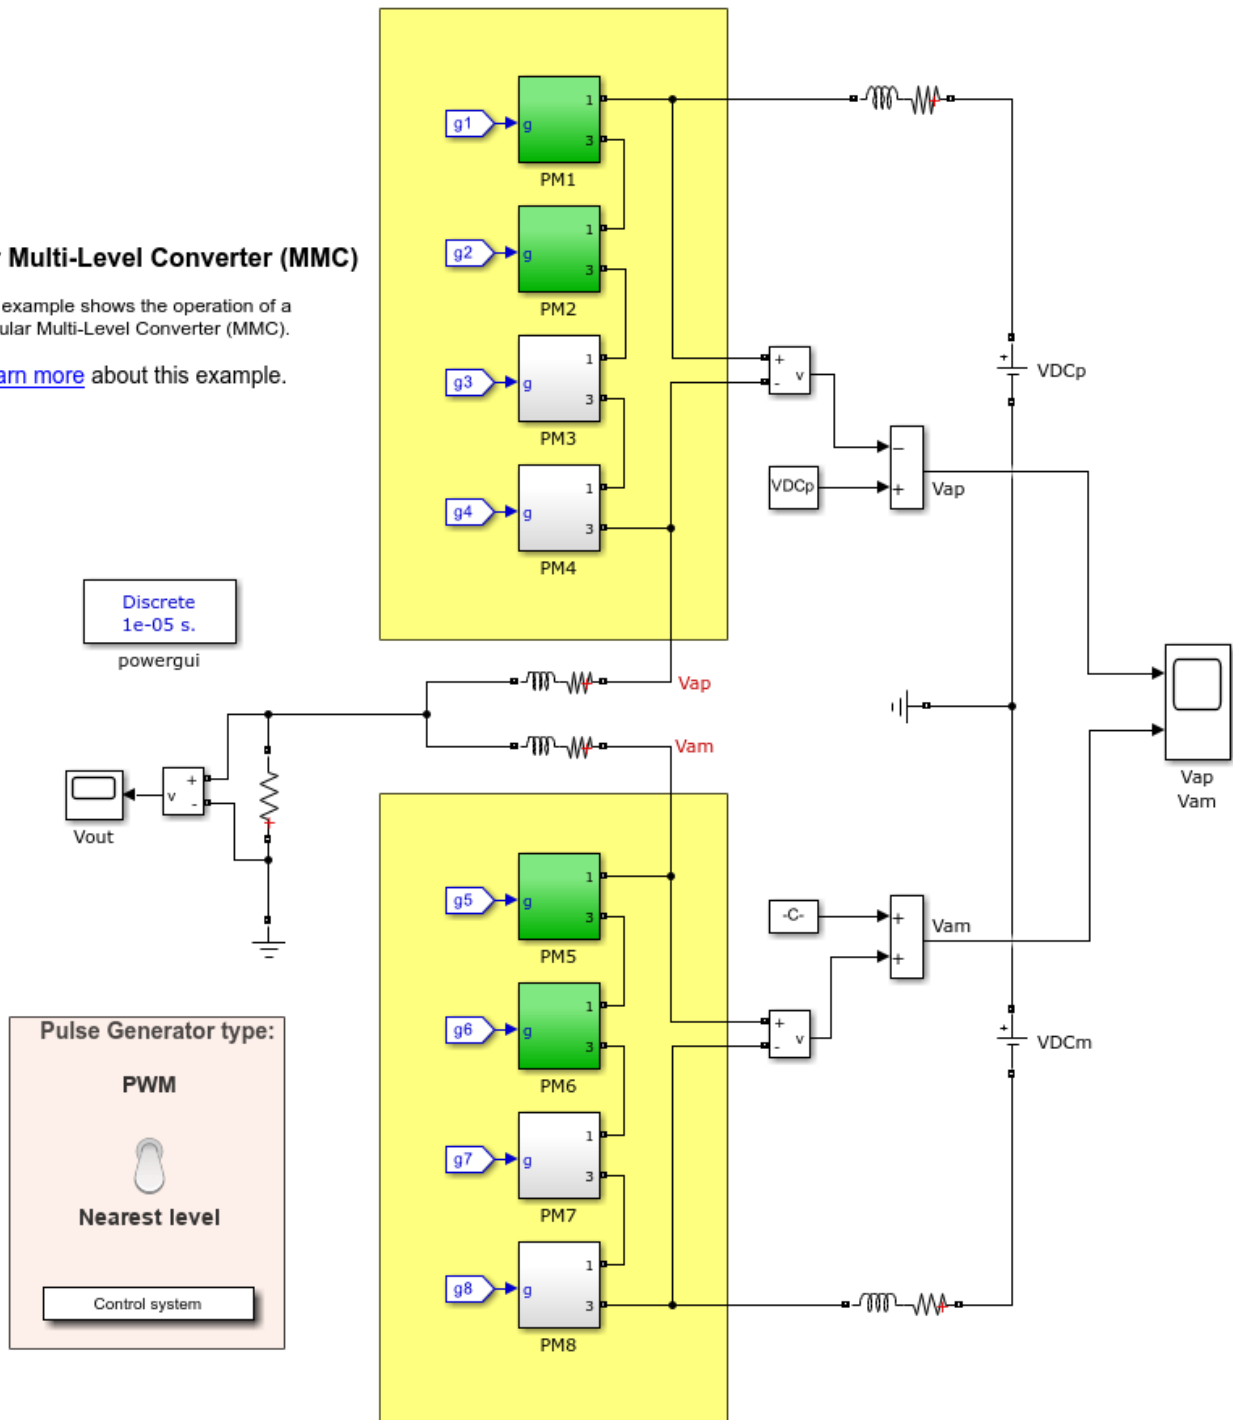 Multi-Level Converter (MMC)
example shows the operation of a
Multi-Level Converter (MMC).
more about this example.
g1
g
1
3
PM1
g2
g
1
3
PM2
g3
g
1
3
PM3
g4
g
1
3
PM4
+
-
v
VDCp
−
+
Vap
+
VDCp
Discrete
1e-05 s.
powergui
Vap
Vam
Vap
Vam
+
-
v
Vout
g5
g
1
3
PM5
g6
g
1
3
PM6
g7
g
1
3
PM7
g8
g
1
3
PM8
-C-
+
+
Vam
+
-
v
+
VDCm
Pulse Generator type:
PWM
Nearest level
Control system